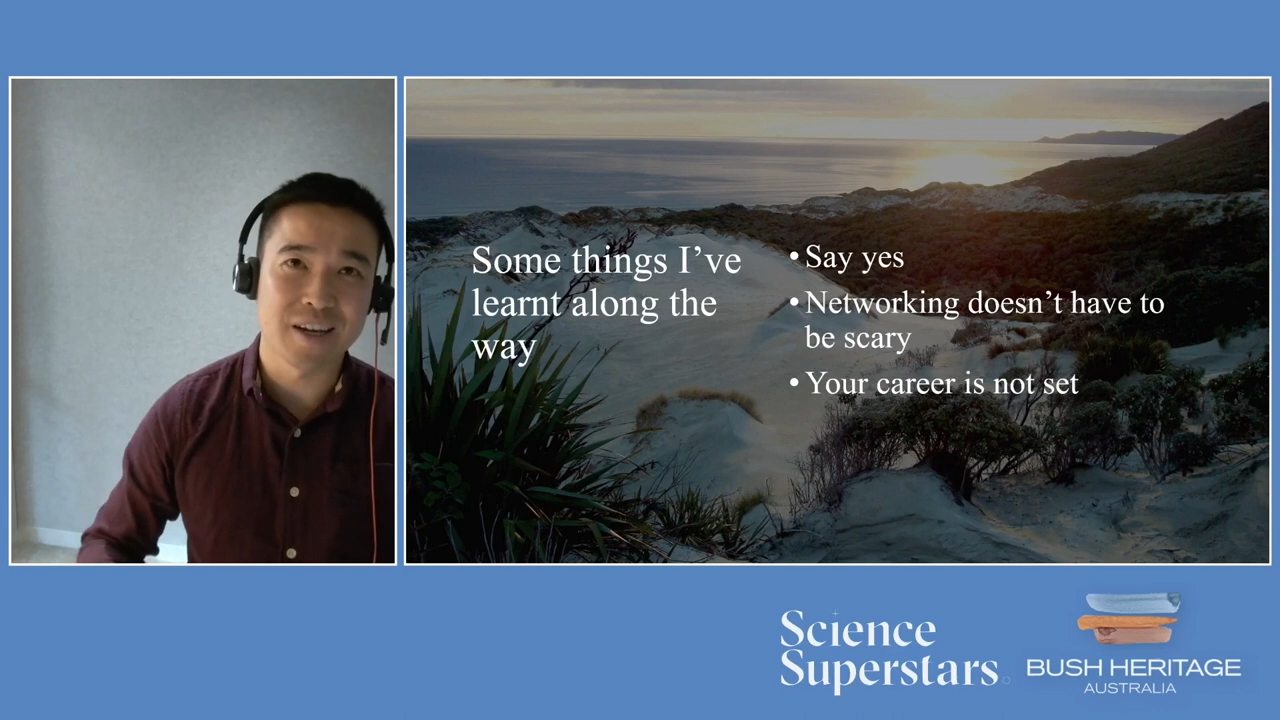 Some things I've
learnt along the
way
• Say yes
• Networking doesn't have to
be scary
• Your career is not set
Science
Superstars.
BUSH HERITAGE
AUSTRALIA